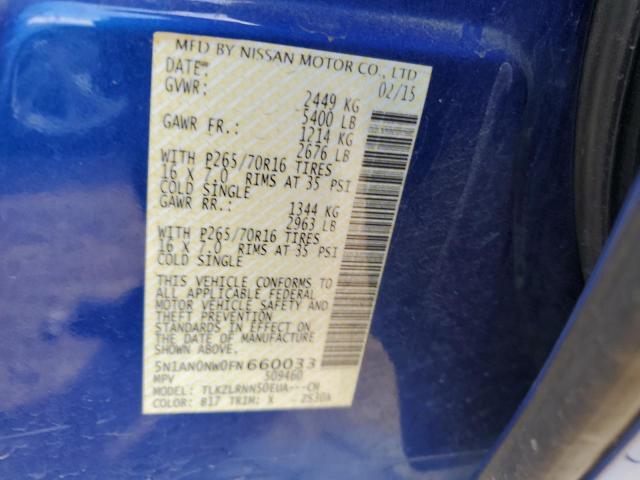 MFD BY NISSAN MOTOR CO., LTD
DATE: 02/15
GVWR: 2449 KG
5400 LB
GAWR FR.: 1214 KG
2676 LB
WITH P265/70R16 TIRES
16 X 7.0 RIMS AT 35 PSI
COLD SINGLE
GAWR RR.: 1344 KG
2963 LB
WITH P265/70R16 TIRES
16 X 7.0 RIMS AT 35 PSI
COLD SINGLE
THIS VEHICLE CONFORMS TO
ALL APPLICABLE FEDERAL
MOTOR VEHICLE SAFETY AND
THEFT PREVENTION
STANDARDS IN EFFECT ON
THE DATE OF MANUFACTURE
SHOWN ABOVE.
5N1AN0NW0FN660033
MPV 509460
MODEL: TLKZLRNN50EUA---CH
COLOR: B17 TRIM: X 2S30A